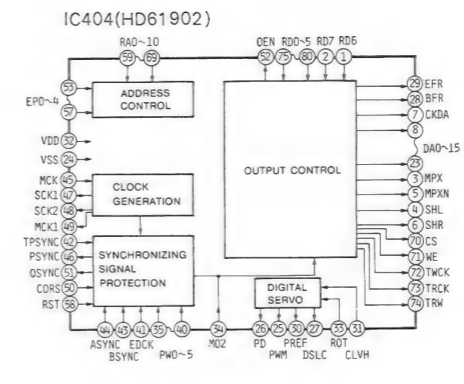 IC404(HD61902)
RA0~10 OEN RD0~5 RD7 RD6
59 69 52 75 80 2 1
53 ADDRESS CONTROL 29 EFR
EP0~4 28 BFR
57 7 CKDA
VDD 32 8
VSS 24 DA0~15
23
MCK 45 CLOCK GENERATION OUTPUT CONTROL 3 MPX
SCK1 47 5 MPXN
SCK2 48 4 SHL
MCK1 49 6 SHR
TPSYNC 42 SYNCHRONIZING SIGNAL PROTECTION 70 CS
PSYNC 46 71 WE
QSYNC 51 DIGITAL SERVO 72 TWCK
CORS 50 73 TRCK
RST 58 74 TRW
44 43 41 35 40 34 26 25 30 27 33 31
ASYNC EDCK PW0~5 MO2 PD PREF ROT
BSYNC PWM DSLC CLVH